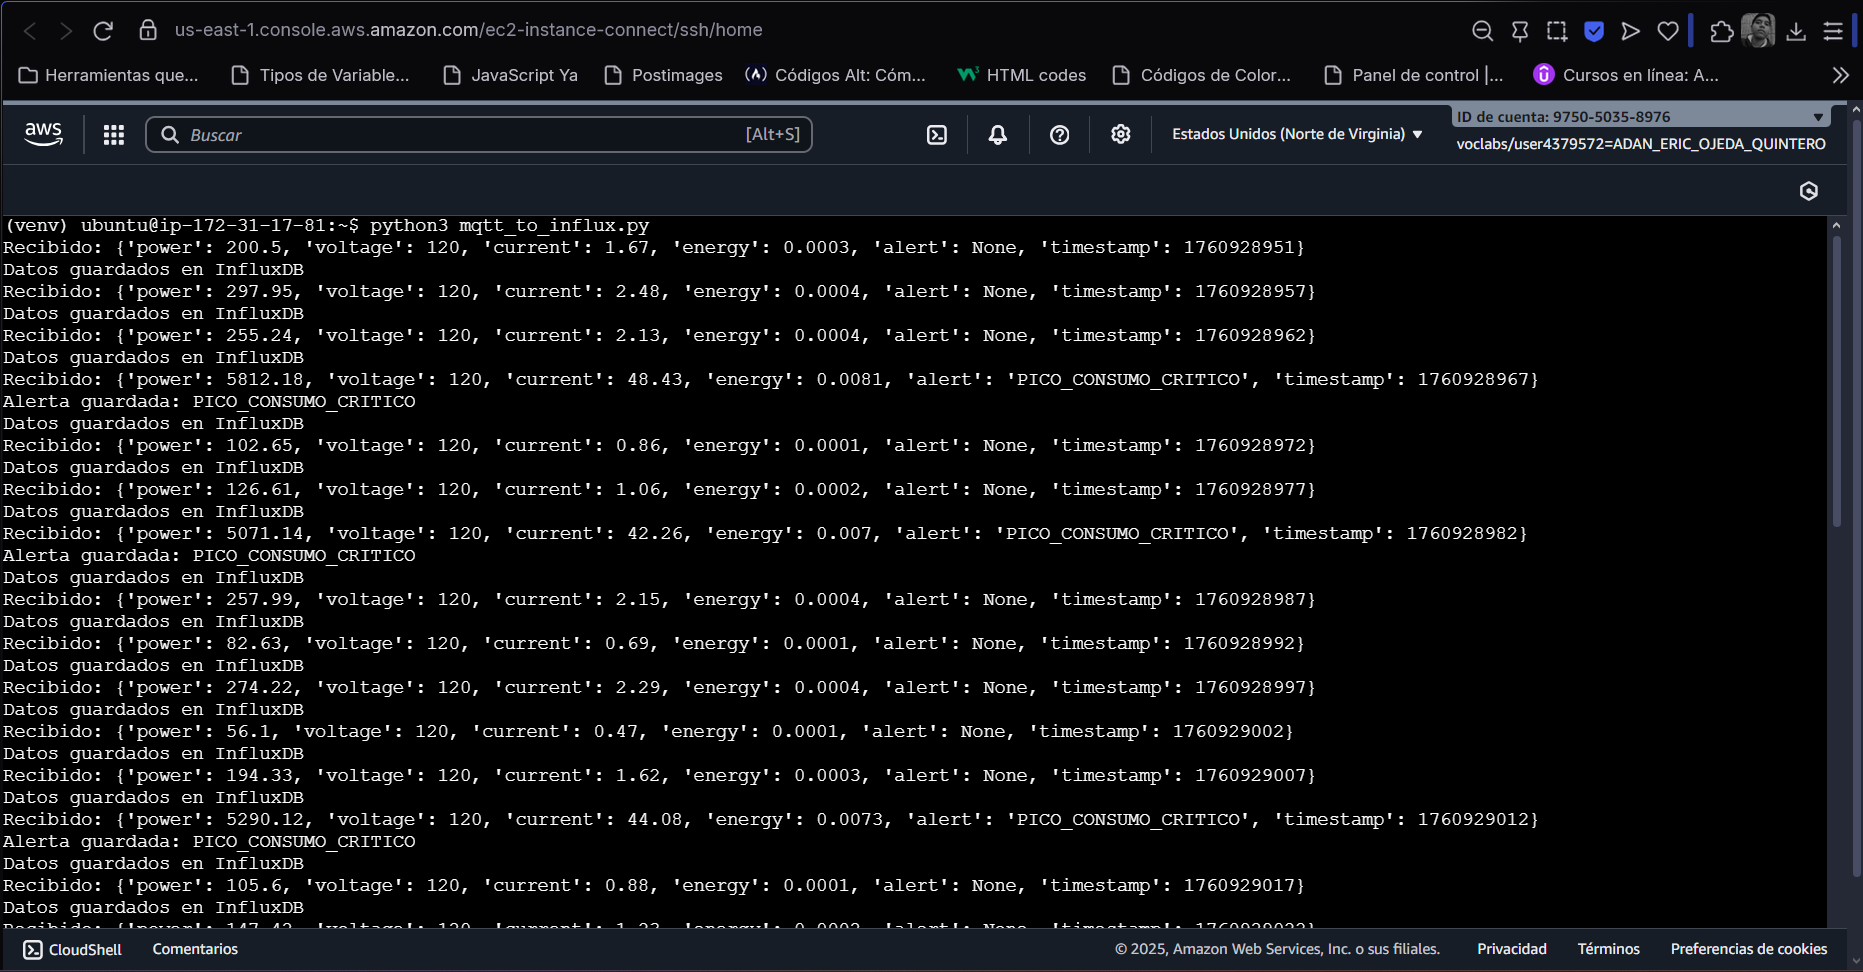 us-east-1.console.aws.amazon.com/ec2-instance-connect/ssh/home
Herramientas que... Tipos de Variable... JavaScript Ya Postimages Códigos Alt: Cóm... HTML codes Códigos de Color... Panel de control |... Cursos en línea: A...
aws Buscar [Alt+S] Estados Unidos (Norte de Virginia) ID de cuenta: 9750-5035-8976
voclabs/user4379572=ADAN_ERIC_OJEDA_QUINTERO
(venv) ubuntu@ip-172-31-17-81:~$ python3 mqtt_to_influx.py
Recibido: {'power': 200.5, 'voltage': 120, 'current': 1.67, 'energy': 0.0003, 'alert': None, 'timestamp': 1760928951}
Datos guardados en InfluxDB
Recibido: {'power': 297.95, 'voltage': 120, 'current': 2.48, 'energy': 0.0004, 'alert': None, 'timestamp': 1760928957}
Datos guardados en InfluxDB
Recibido: {'power': 255.24, 'voltage': 120, 'current': 2.13, 'energy': 0.0004, 'alert': None, 'timestamp': 1760928962}
Datos guardados en InfluxDB
Recibido: {'power': 5812.18, 'voltage': 120, 'current': 48.43, 'energy': 0.0081, 'alert': 'PICO_CONSUMO_CRITICO', 'timestamp': 1760928967}
Alerta guardada: PICO_CONSUMO_CRITICO
Datos guardados en InfluxDB
Recibido: {'power': 102.65, 'voltage': 120, 'current': 0.86, 'energy': 0.0001, 'alert': None, 'timestamp': 1760928972}
Datos guardados en InfluxDB
Recibido: {'power': 126.61, 'voltage': 120, 'current': 1.06, 'energy': 0.0002, 'alert': None, 'timestamp': 1760928977}
Datos guardados en InfluxDB
Recibido: {'power': 5071.14, 'voltage': 120, 'current': 42.26, 'energy': 0.007, 'alert': 'PICO_CONSUMO_CRITICO', 'timestamp': 1760928982}
Alerta guardada: PICO_CONSUMO_CRITICO
Datos guardados en InfluxDB
Recibido: {'power': 257.99, 'voltage': 120, 'current': 2.15, 'energy': 0.0004, 'alert': None, 'timestamp': 1760928987}
Datos guardados en InfluxDB
Recibido: {'power': 82.63, 'voltage': 120, 'current': 0.69, 'energy': 0.0001, 'alert': None, 'timestamp': 1760928992}
Datos guardados en InfluxDB
Recibido: {'power': 274.22, 'voltage': 120, 'current': 2.29, 'energy': 0.0004, 'alert': None, 'timestamp': 1760928997}
Datos guardados en InfluxDB
Recibido: {'power': 56.1, 'voltage': 120, 'current': 0.47, 'energy': 0.0001, 'alert': None, 'timestamp': 1760929002}
Datos guardados en InfluxDB
Recibido: {'power': 194.33, 'voltage': 120, 'current': 1.62, 'energy': 0.0003, 'alert': None, 'timestamp': 1760929007}
Datos guardados en InfluxDB
Recibido: {'power': 5290.12, 'voltage': 120, 'current': 44.08, 'energy': 0.0073, 'alert': 'PICO_CONSUMO_CRITICO', 'timestamp': 1760929012}
Alerta guardada: PICO_CONSUMO_CRITICO
Datos guardados en InfluxDB
Recibido: {'power': 105.6, 'voltage': 120, 'current': 0.88, 'energy': 0.0001, 'alert': None, 'timestamp': 1760929017}
Datos guardados en InfluxDB
CloudShell Comentarios © 2025, Amazon Web Services, Inc. o sus filiales. Privacidad Términos Preferencias de cookies